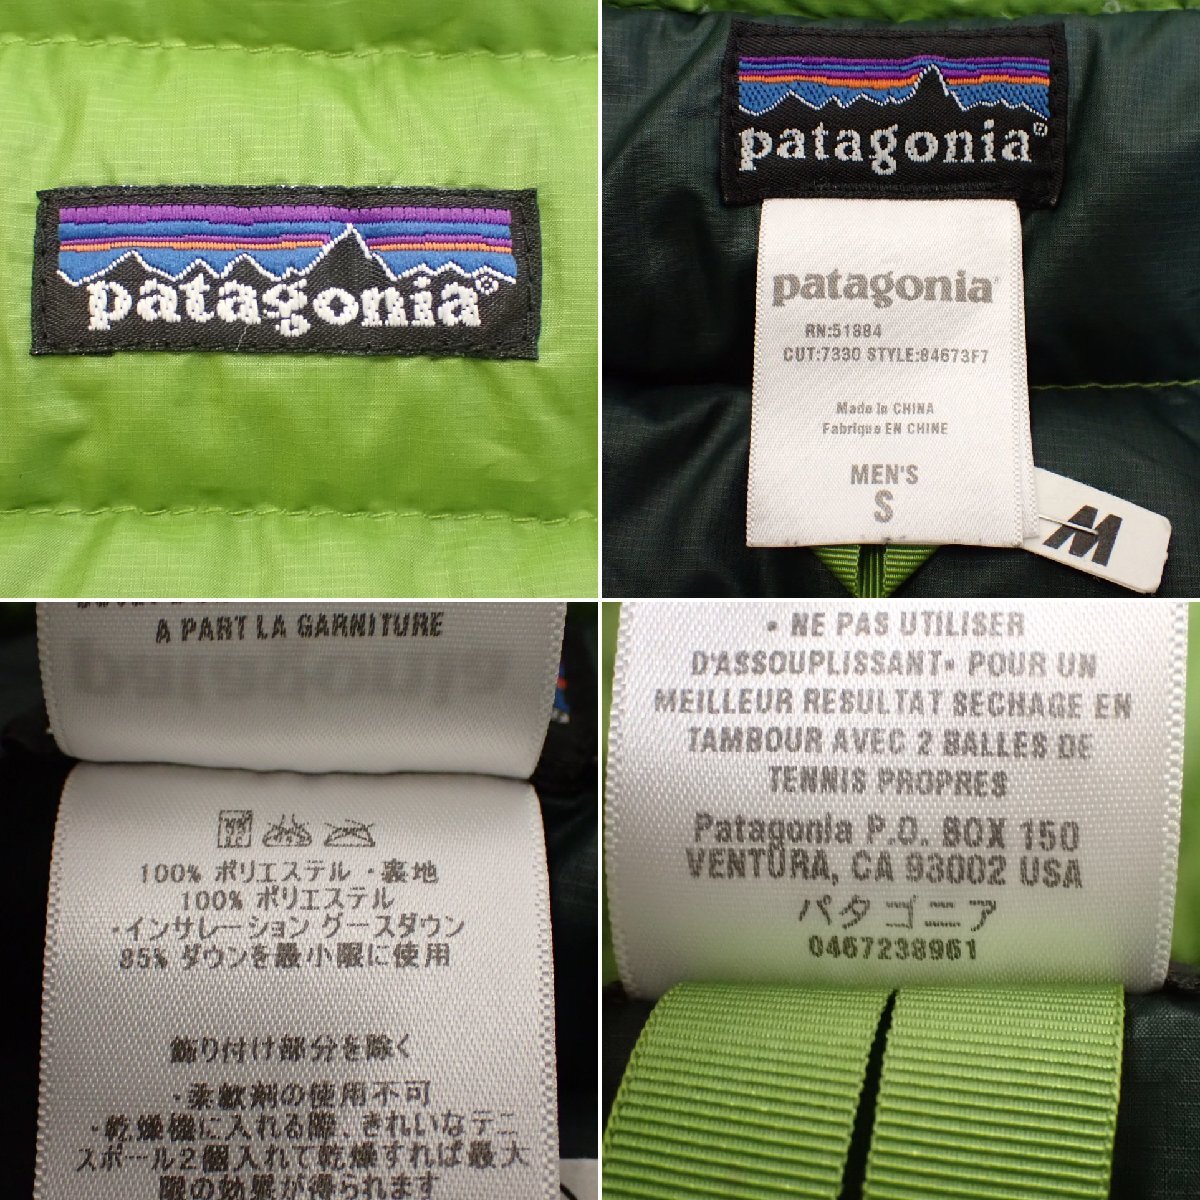 patagonia®
patagonia®
patagonia®
RN:51884
CUT:7330 STYLE:84673F7
Made in CHINA
Fabrique EN CHINE
MEN'S
S
M
A PART LA GARNITURE
100% ポリエステル・裏地
100% ポリエステル
・インサレーション グースダウン
85% ダウンを最小限に使用
飾り付け部分を除く
・柔軟剤の使用不可
・乾燥機に入れる際、きれいなテニ
スボール2個入れて乾燥すれば最大
限の効果が得られます
• NE PAS UTILISER
D'ASSOUPLISSANT• POUR UN
MEILLEUR RESULTAT SECHAGE EN
TAMBOUR AVEC 2 BALLES DE
TENNIS PROPRES
Patagonia P.O. BOX 150
VENTURA, CA 93002 USA
パタゴニア
0467238961